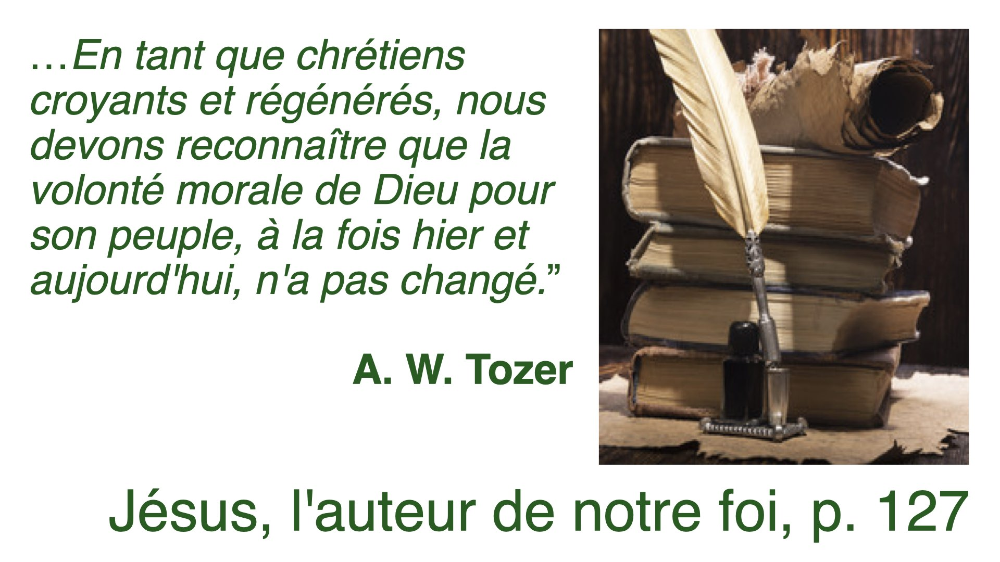 …En tant que chrétiens
croyants et régénérés, nous
devons reconnaître que la
volonté morale de Dieu pour
son peuple, à la fois hier et
aujourd'hui, n'a pas changé.”
A. W. Tozer
Jésus, l'auteur de notre foi, p. 127